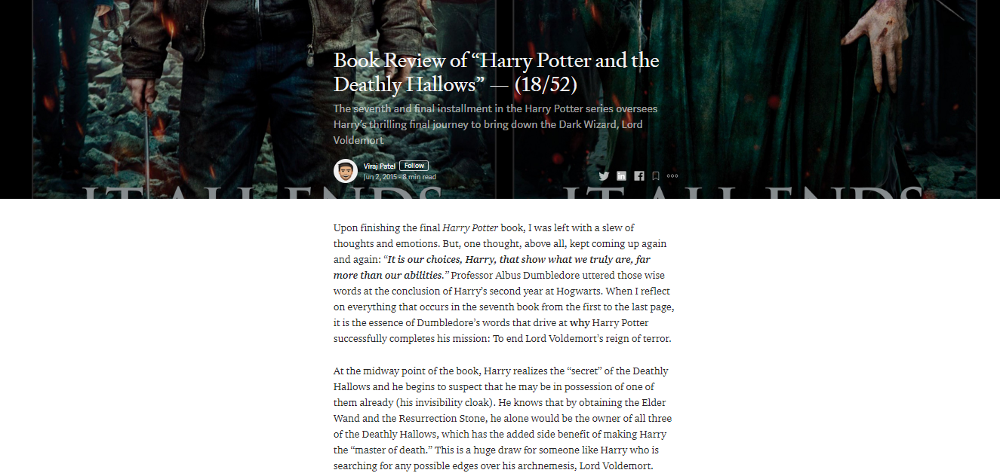 Book Review of “Harry Potter and the
Deathly Hallows” — (18/52)
The seventh and final installment in the Harry Potter series oversees
Harry’s thrilling final journey to bring down the Dark Wizard, Lord
Voldemort
Viraj Patel Follow
Jun 2, 2015 · 8 min read
IT ALL ENDS IT ALL ENDS
Upon finishing the final Harry Potter book, I was left with a slew of
thoughts and emotions. But, one thought, above all, kept coming up again
and again: “It is our choices, Harry, that show what we truly are, far
more than our abilities.” Professor Albus Dumbledore uttered those wise
words at the conclusion of Harry’s second year at Hogwarts. When I reflect
on everything that occurs in the seventh book from the first to the last page,
it is the essence of Dumbledore’s words that drive at why Harry Potter
successfully completes his mission: To end Lord Voldemort’s reign of terror.
At the midway point of the book, Harry realizes the “secret” of the Deathly
Hallows and he begins to suspect that he may be in possession of one of
them already (his invisibility cloak). He knows that by obtaining the Elder
Wand and the Resurrection Stone, he alone would be the owner of all three
of the Deathly Hallows, which has the added side benefit of making Harry
the “master of death.” This is a huge draw for someone like Harry who is
searching for any possible edges over his archnemesis, Lord Voldemort.